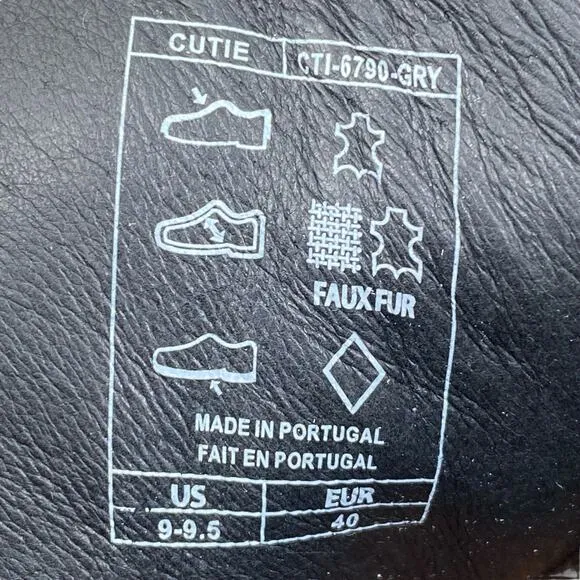 CUTIE CTI-6790-GRY
FAUX FUR
MADE IN PORTUGAL
FAIT EN PORTUGAL
US EUR
9-9.5 40